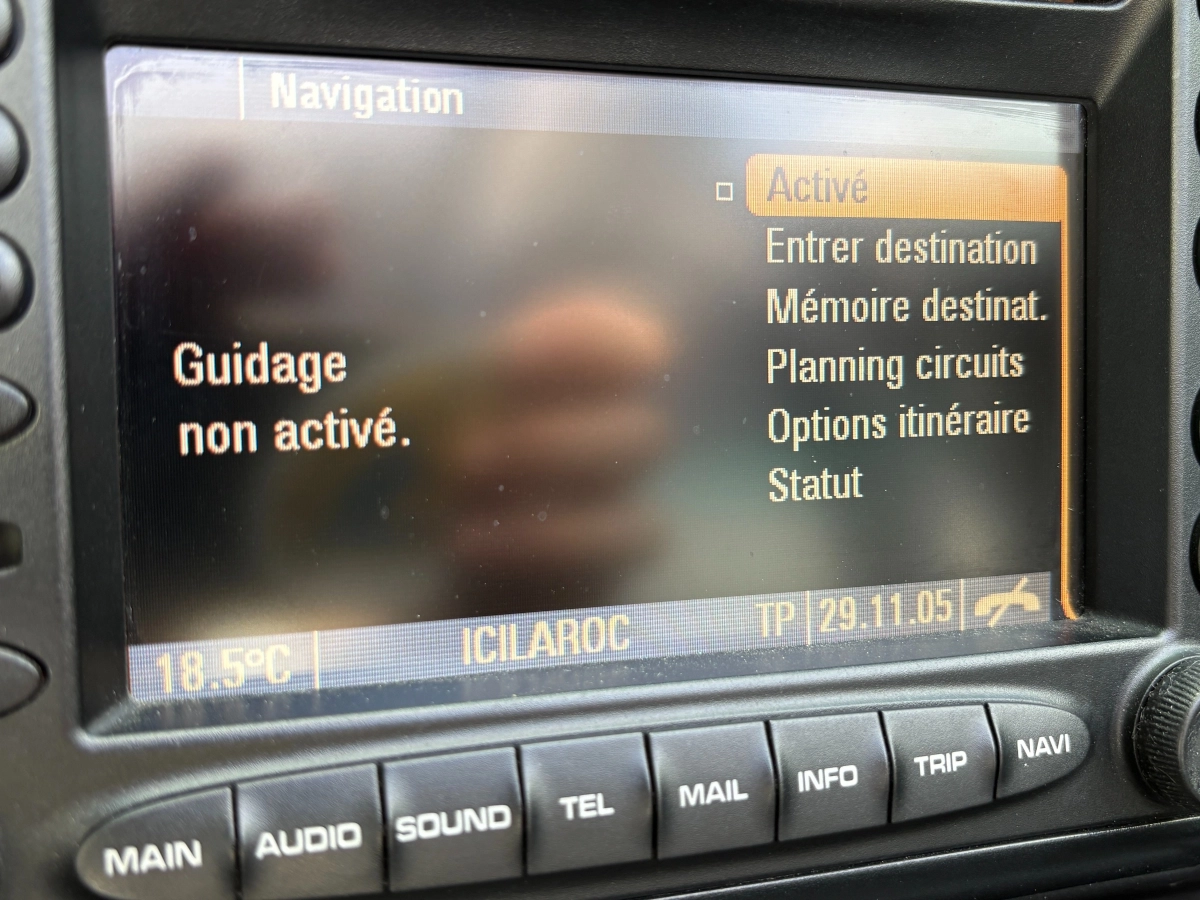 Navigation
Activé
Entrer destination
Mémoire destinat.
Planning circuits
Options itinéraire
Statut
Guidage
non activé.
18.5°C
ICILAROC
TP
29.11.05
MAIN
AUDIO
SOUND
TEL
MAIL
INFO
TRIP
NAVI